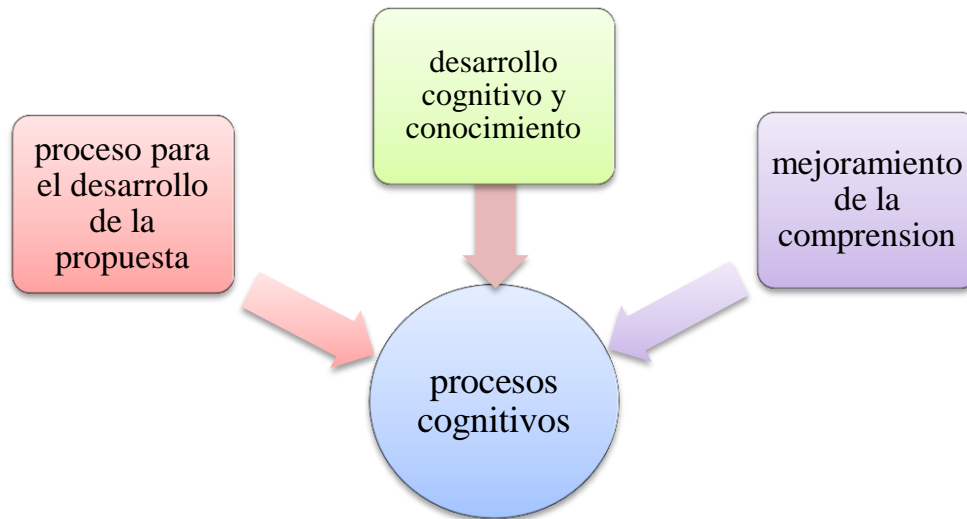 proceso para
el desarrollo
de la
propuesta
desarrollo
cognitivo y
conocimiento
mejoramiento
de la
comprension
procesos
cognitivos